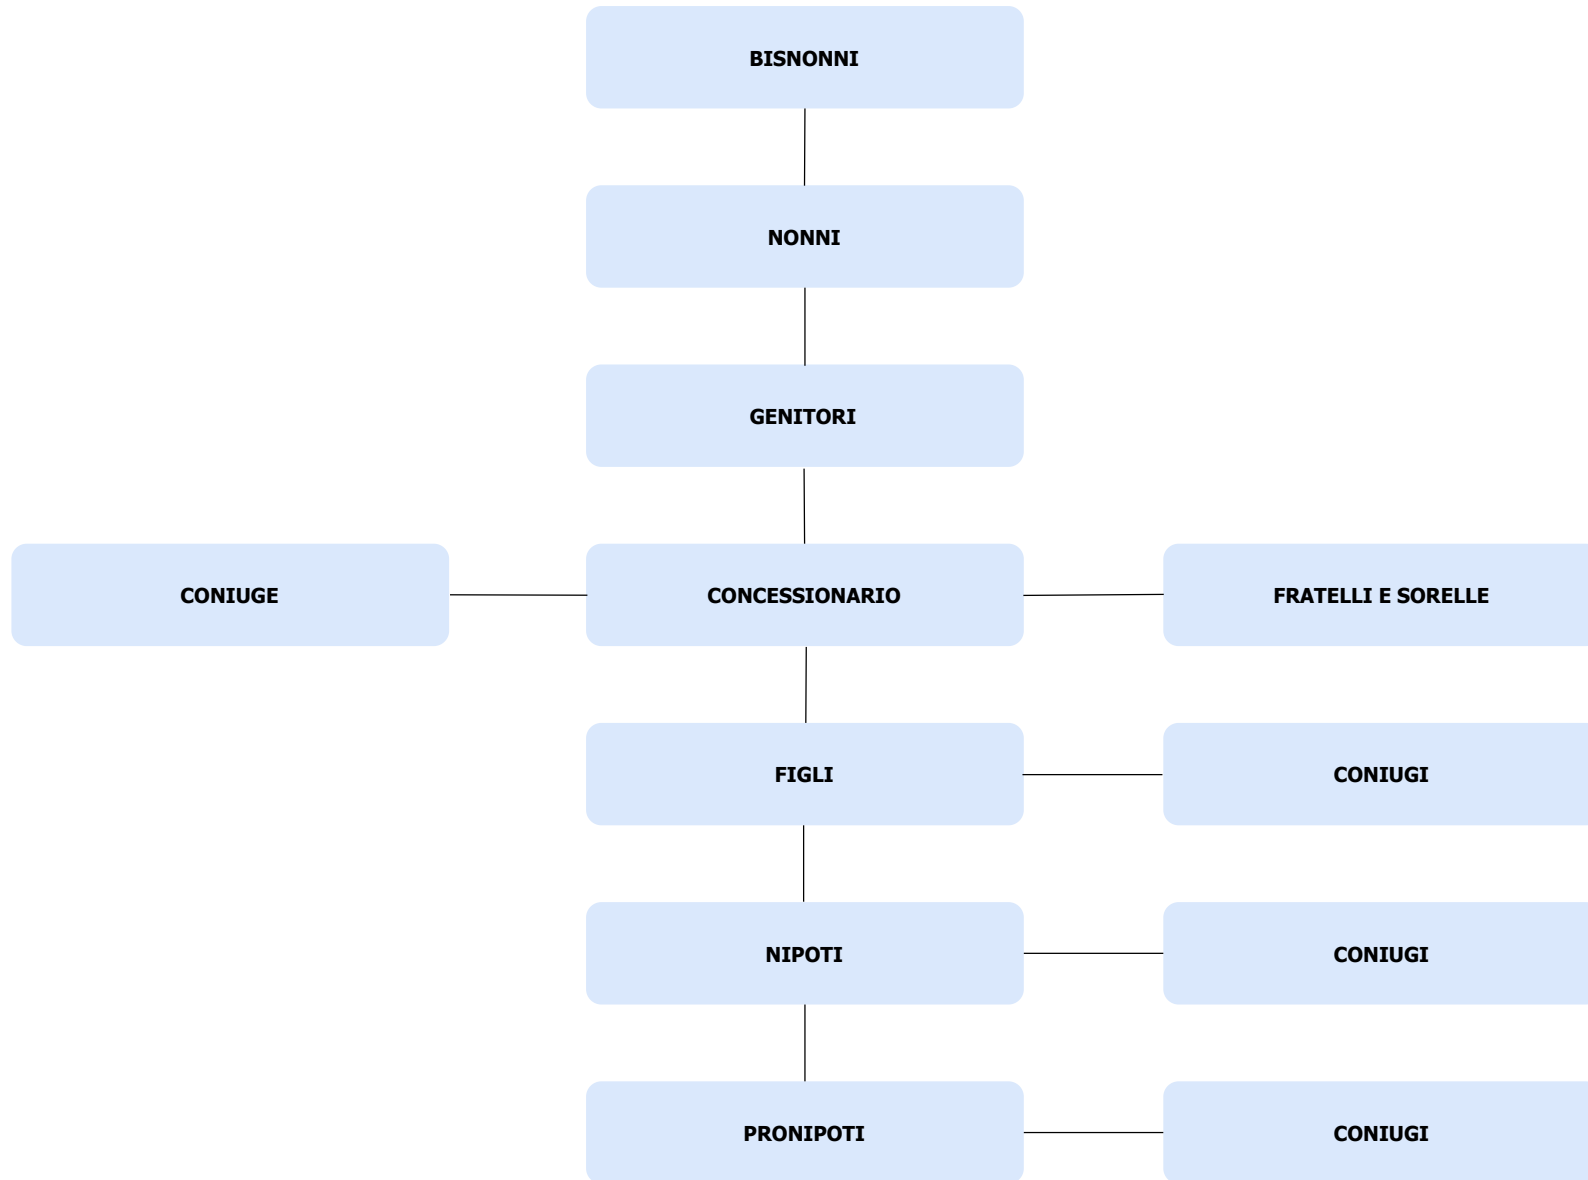 BISNONNI
NONNI
GENITORI
CONIUGE
CONCESSIONARIO
FRATELLI E SORELLE
FIGLI
CONIUGI
NIPOTI
CONIUGI
PRONIPOTI
CONIUGI